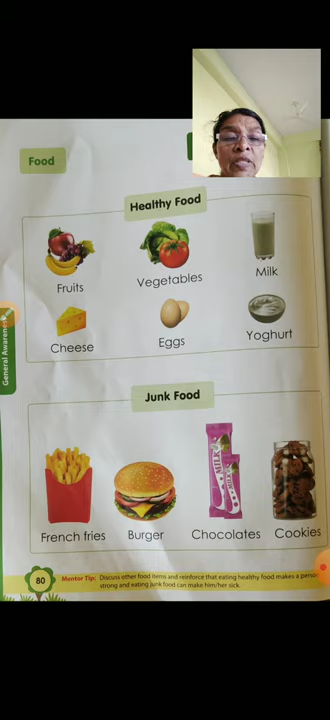 Food
Healthy Food
Fruits
Vegetables
Milk
Cheese
Eggs
Yoghurt
General Awareness
Junk Food
MILK
MILK
French fries
Burger
Chocolates
Cookies
80
Mentor Tip: Discuss other food items and reinforce that eating healthy food makes a person
strong and eating junk food can make him/her sick.